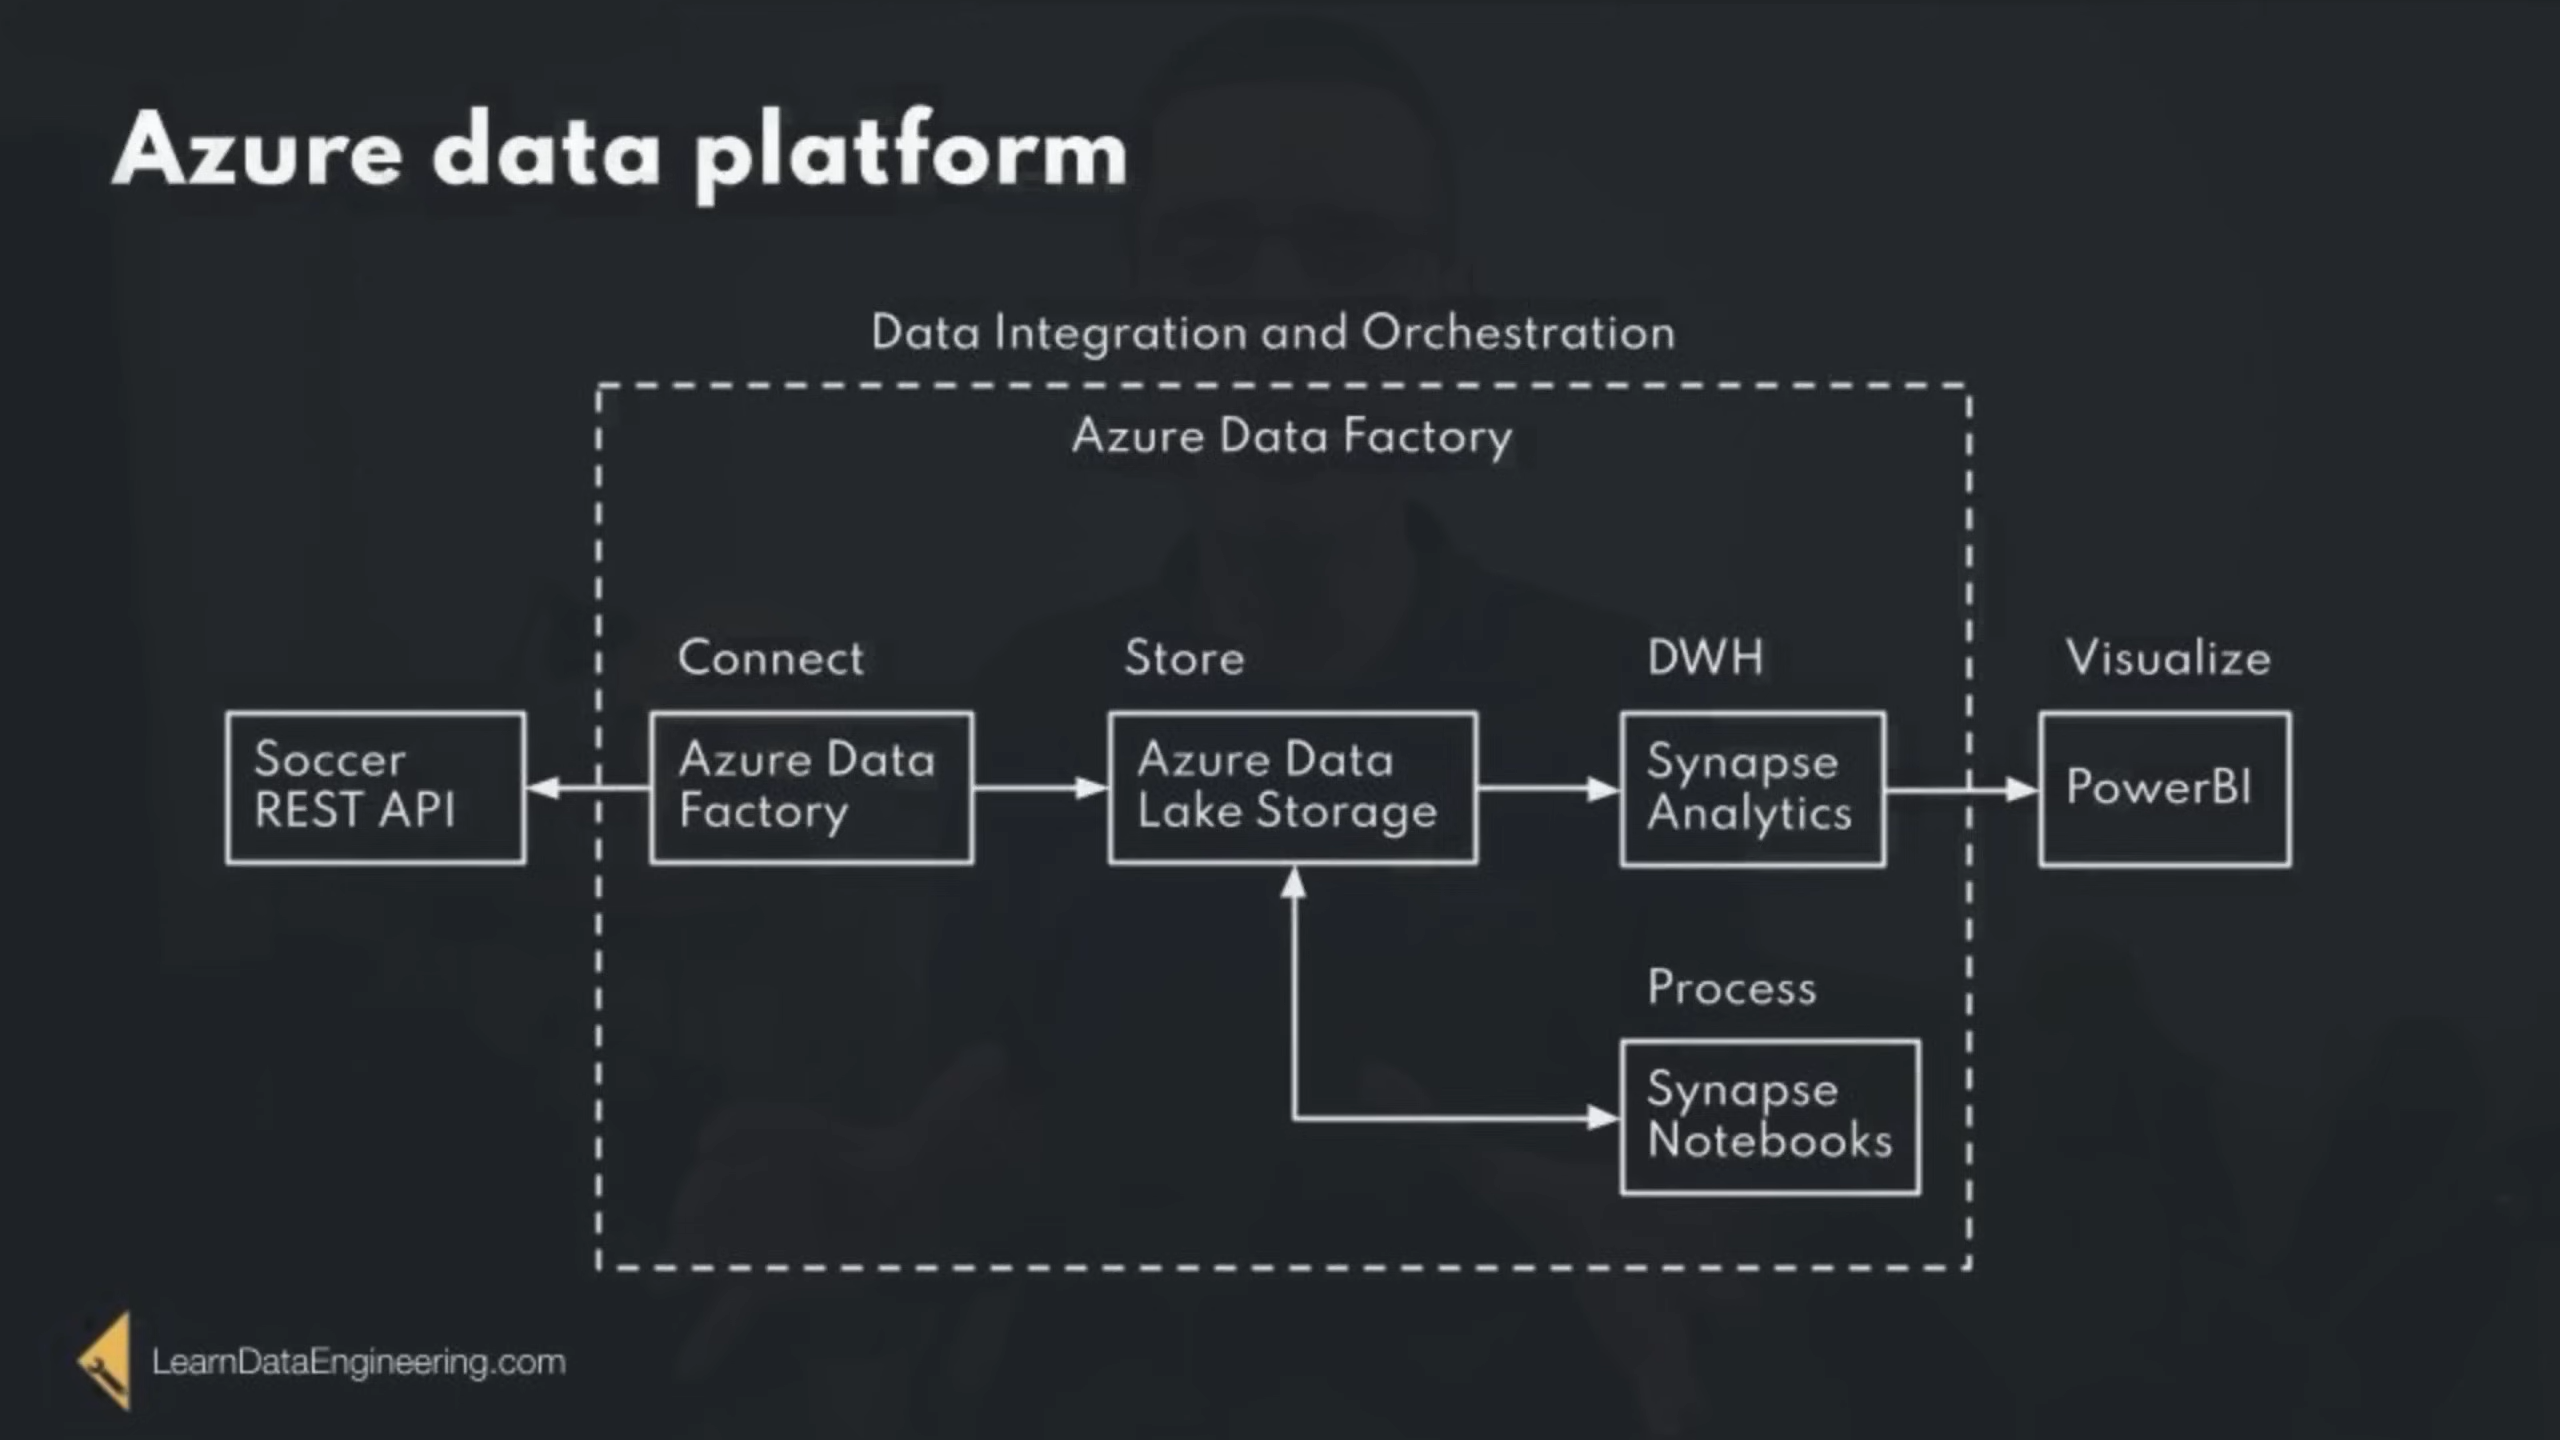 Azure data platform
Data Integration and Orchestration
Azure Data Factory
Connect
Store
DWH
Visualize
Soccer
REST API
Azure Data
Factory
Azure Data
Lake Storage
Synapse
Analytics
PowerBI
Process
Synapse
Notebooks
LearnDataEngineering.com